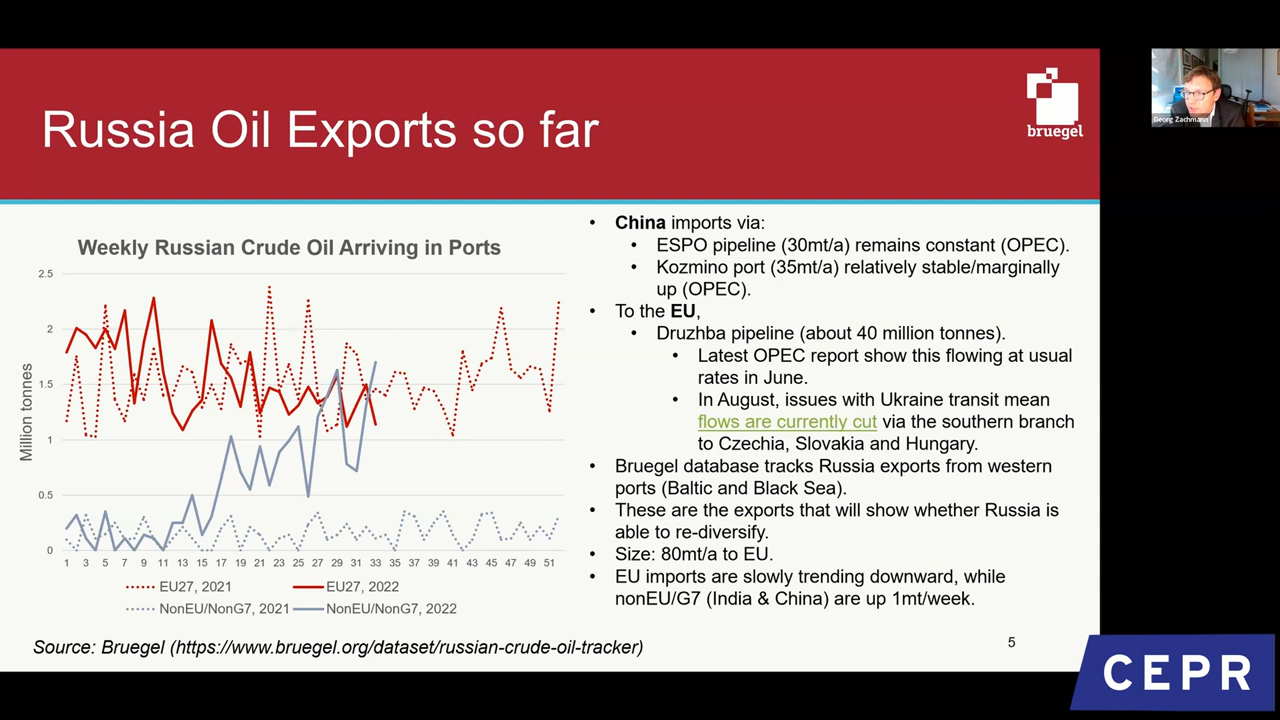 Russia Oil Exports so far
bruegel
Georg Zachmann
Weekly Russian Crude Oil Arriving in Ports
2.5
2
1.5
1
0.5
0
Million tonnes
1 3 5 7 9 11 13 15 17 19 21 23 25 27 29 31 33 35 37 39 41 43 45 47 49 51
EU27, 2021 EU27, 2022
NonEU/NonG7, 2021 NonEU/NonG7, 2022
• China imports via:
• ESPO pipeline (30mt/a) remains constant (OPEC).
• Kozmino port (35mt/a) relatively stable/marginally
up (OPEC).
• To the EU,
• Druzhba pipeline (about 40 million tonnes).
• Latest OPEC report show this flowing at usual
rates in June.
• In August, issues with Ukraine transit mean
flows are currently cut via the southern branch
to Czechia, Slovakia and Hungary.
• Bruegel database tracks Russia exports from western
ports (Baltic and Black Sea).
• These are the exports that will show whether Russia is
able to re-diversify.
• Size: 80mt/a to EU.
• EU imports are slowly trending downward, while
nonEU/G7 (India & China) are up 1mt/week.
Source: Bruegel (https://www.bruegel.org/dataset/russian-crude-oil-tracker)
5
CEPR